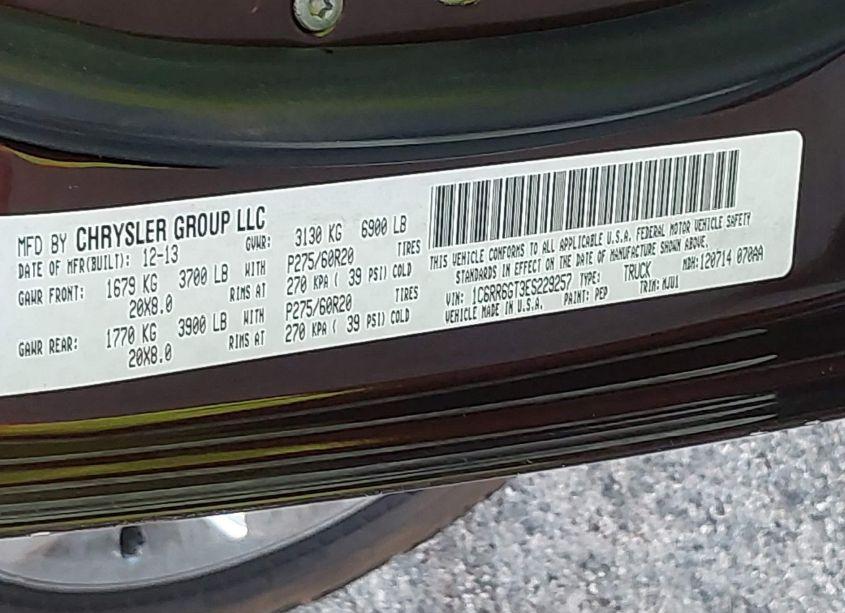 MFD BY CHRYSLER GROUP LLC
DATE OF MFR(BUILT): 12-13 GVWR: 3130 KG 6900 LB
GAWR FRONT: 1679 KG 3700 LB WITH P275/60R20 TIRES
20X8.0 RIMS AT 270 KPA ( 39 PSI) COLD
GAWR REAR: 1770 KG 3900 LB WITH P275/60R20 TIRES
20X8.0 RIMS AT 270 KPA ( 39 PSI) COLD
THIS VEHICLE CONFORMS TO ALL APPLICABLE U.S.A. FEDERAL MOTOR VEHICLE SAFETY
STANDARDS IN EFFECT ON THE DATE OF MANUFACTURE SHOWN ABOVE.
VIN: 1C6RR6GT3ES229257 TYPE: TRUCK MDH: 120714 070AA
VEHICLE MADE IN U.S.A. PAINT: PEP TRIM: MJU1